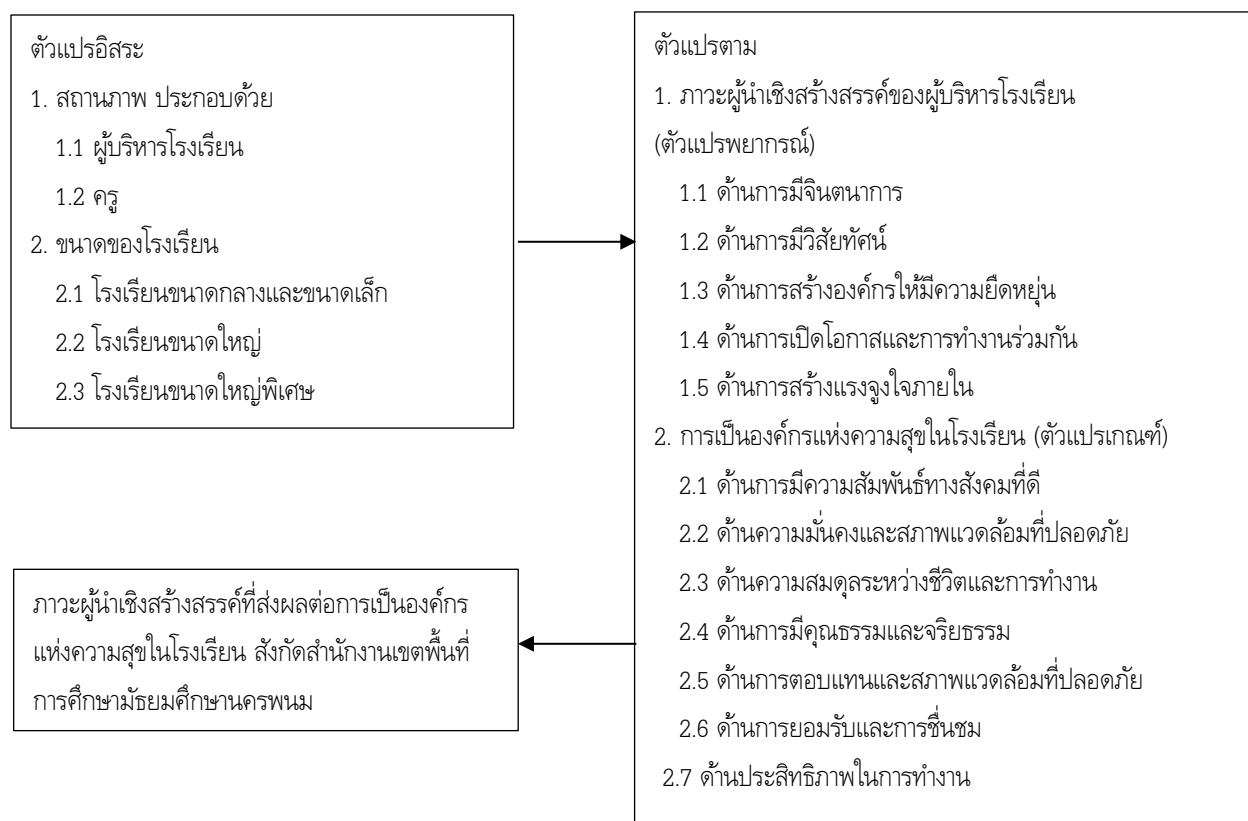 ตัวแปรอิสระ
1. สถานภาพ ประกอบด้วย
1.1 ผู้บริหารโรงเรียน
1.2 ครู
2. ขนาดของโรงเรียน
2.1 โรงเรียนขนาดกลางและขนาดเล็ก
2.2 โรงเรียนขนาดใหญ่
2.3 โรงเรียนขนาดใหญ่พิเศษ
ตัวแปรตาม
1. ภาวะผู้นำเชิงสร้างสรรค์ของผู้บริหารโรงเรียน
(ตัวแปรพยากรณ์)
1.1 ด้านการมีจินตนาการ
1.2 ด้านการมีวิสัยทัศน์
1.3 ด้านการสร้างองค์กรให้มีความยืดหยุ่น
1.4 ด้านการเปิดโอกาสและการทำงานร่วมกัน
1.5 ด้านการสร้างแรงจูงใจภายใน
2. การเป็นองค์กรแห่งความสุขในโรงเรียน (ตัวแปรเกณฑ์)
2.1 ด้านการมีความสัมพันธ์ทางสังคมที่ดี
2.2 ด้านความมั่นคงและสภาพแวดล้อมที่ปลอดภัย
2.3 ด้านความสมดุลระหว่างชีวิตและการทำงาน
2.4 ด้านการมีคุณธรรมและจริยธรรม
2.5 ด้านการตอบแทนและสภาพแวดล้อมที่ปลอดภัย
2.6 ด้านการยอมรับและการชื่นชม
2.7 ด้านประสิทธิภาพในการทำงาน
ภาวะผู้นำเชิงสร้างสรรค์ที่ส่งผลต่อการเป็นองค์กร
แห่งความสุขในโรงเรียน สังกัดสำนักงานเขตพื้นที่
การศึกษามัธยมศึกษานครพนม